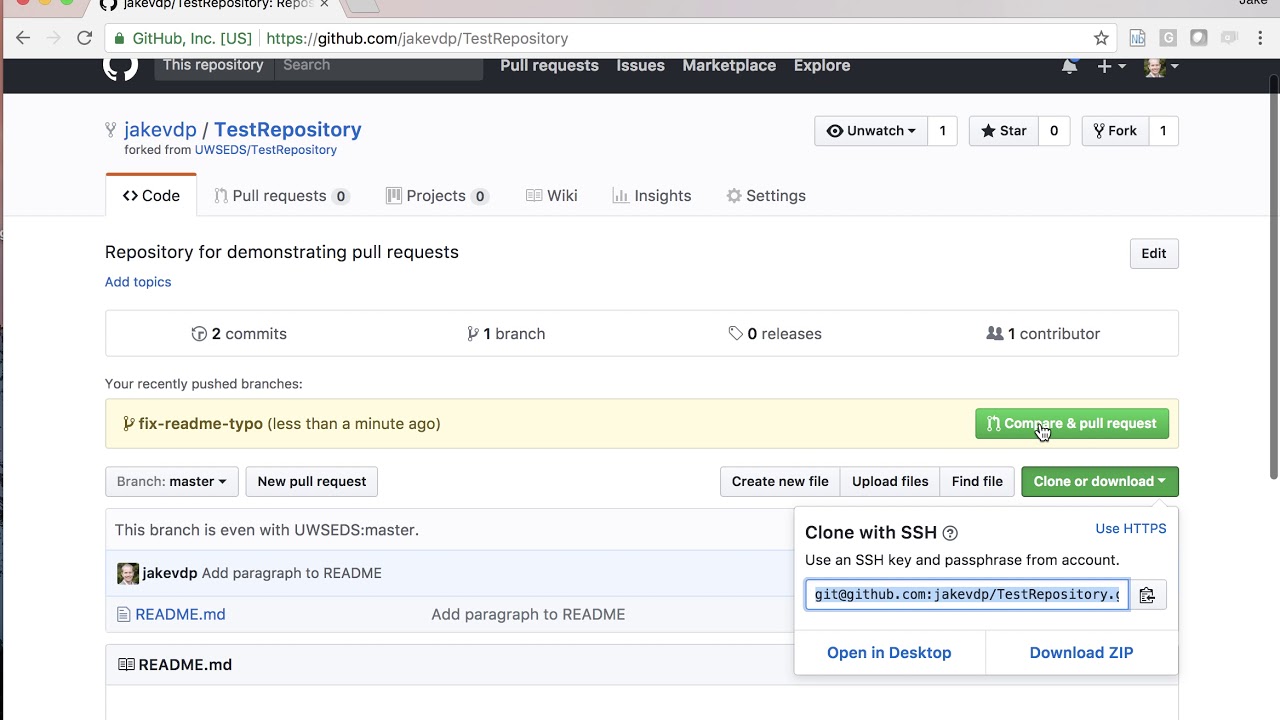 jakevdp/TestRepository: Repos
Jake
GitHub, Inc. [US] https://github.com/jakevdp/TestRepository
This repository Search Pull requests Issues Marketplace Explore
jakevdp / TestRepository Unwatch 1 Star 0 Fork 1
forked from UWSEDS/TestRepository
Code Pull requests 0 Projects 0 Wiki Insights Settings
Repository for demonstrating pull requests Edit
Add topics
2 commits 1 branch 0 releases 1 contributor
Your recently pushed branches:
fix-readme-typo (less than a minute ago) Compare & pull request
Branch: master New pull request Create new file Upload files Find file Clone or download
This branch is even with UWSEDS:master.
jakevdp Add paragraph to README
README.md Add paragraph to README
README.md
Clone with SSH ? Use HTTPS
Use an SSH key and passphrase from account.
git@github.com:jakevdp/TestRepository.g
Open in Desktop Download ZIP